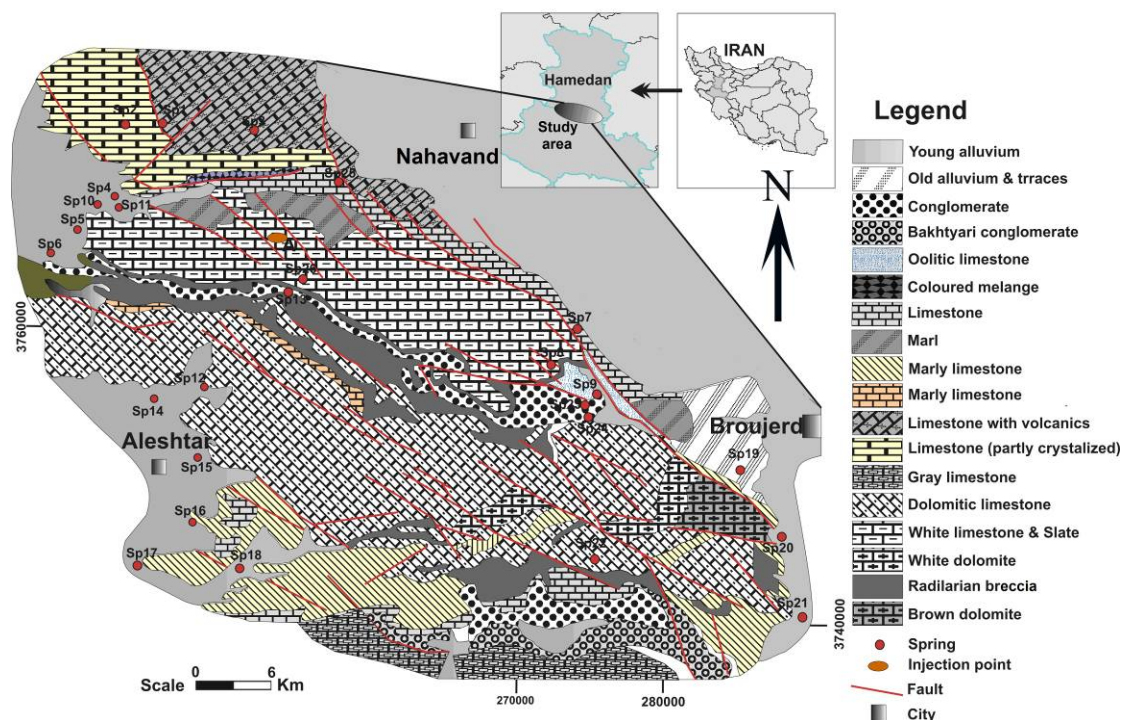 IRAN
Hamedan
Study
area
Nahavand
N
Sp2
Sp1
Sp4
Sp10
Sp11
Sp5
Sp6
Sp13
Sp7
Sp8
Sp9
Sp12
Sp14
Aleshtar
Sp15
Sp16
Sp17
Sp18
Broujerd
Sp19
Sp20
Sp21
3760000
3740000
270000
280000
0 6
Scale Km
Legend
Young alluvium
Old alluvium & trraces
Conglomerate
Bakhtyari conglomerate
Oolitic limestone
Coloured melange
Limestone
Marl
Marly limestone
Marly limestone
Limestone with volcanics
Limestone (partly crystalized)
Gray limestone
Dolomitic limestone
White limestone & Slate
White dolomite
Radilarian breccia
Brown dolomite
Spring
Injection point
Fault
City